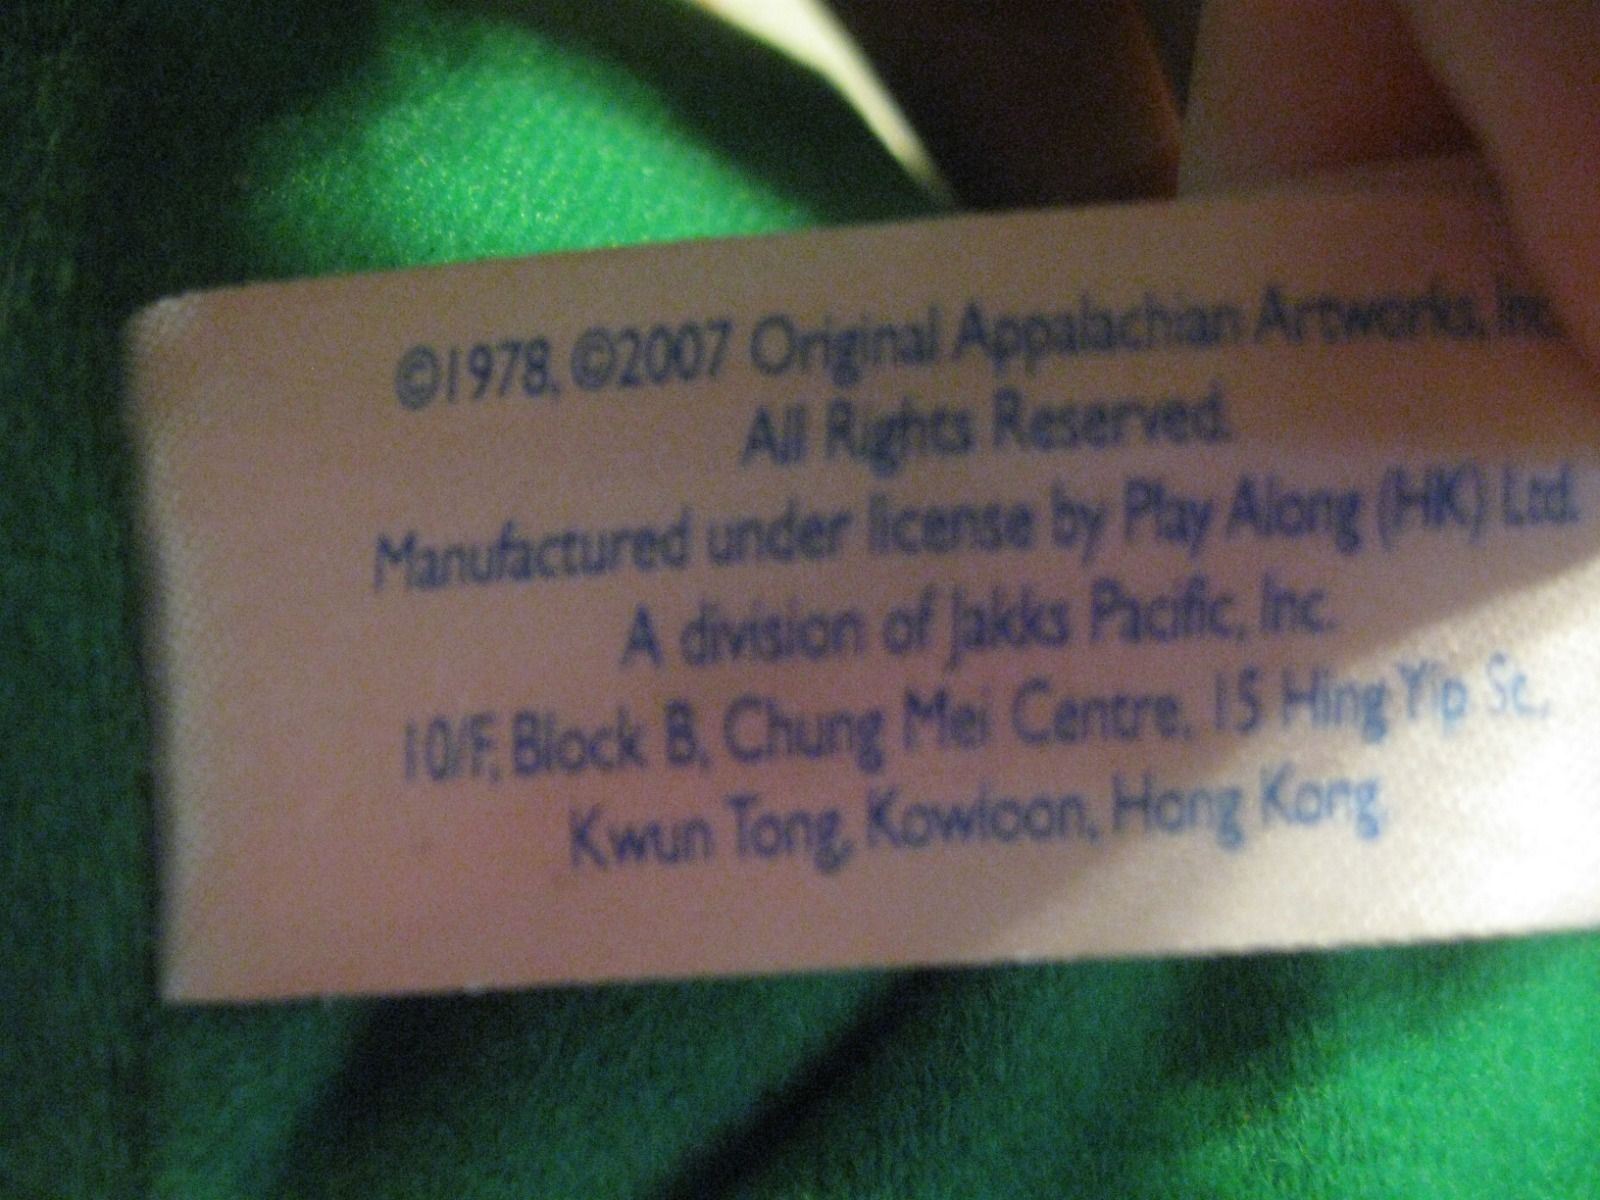 ©1978, ©2007 Original Appalachian Artworks, Inc.
All Rights Reserved.
Manufactured under license by Play Along (HK) Ltd.
A division of Jakks Pacific, Inc.
10/F, Block B, Chung Mei Centre, 15 Hing Yip St.,
Kwun Tong, Kowloon, Hong Kong.